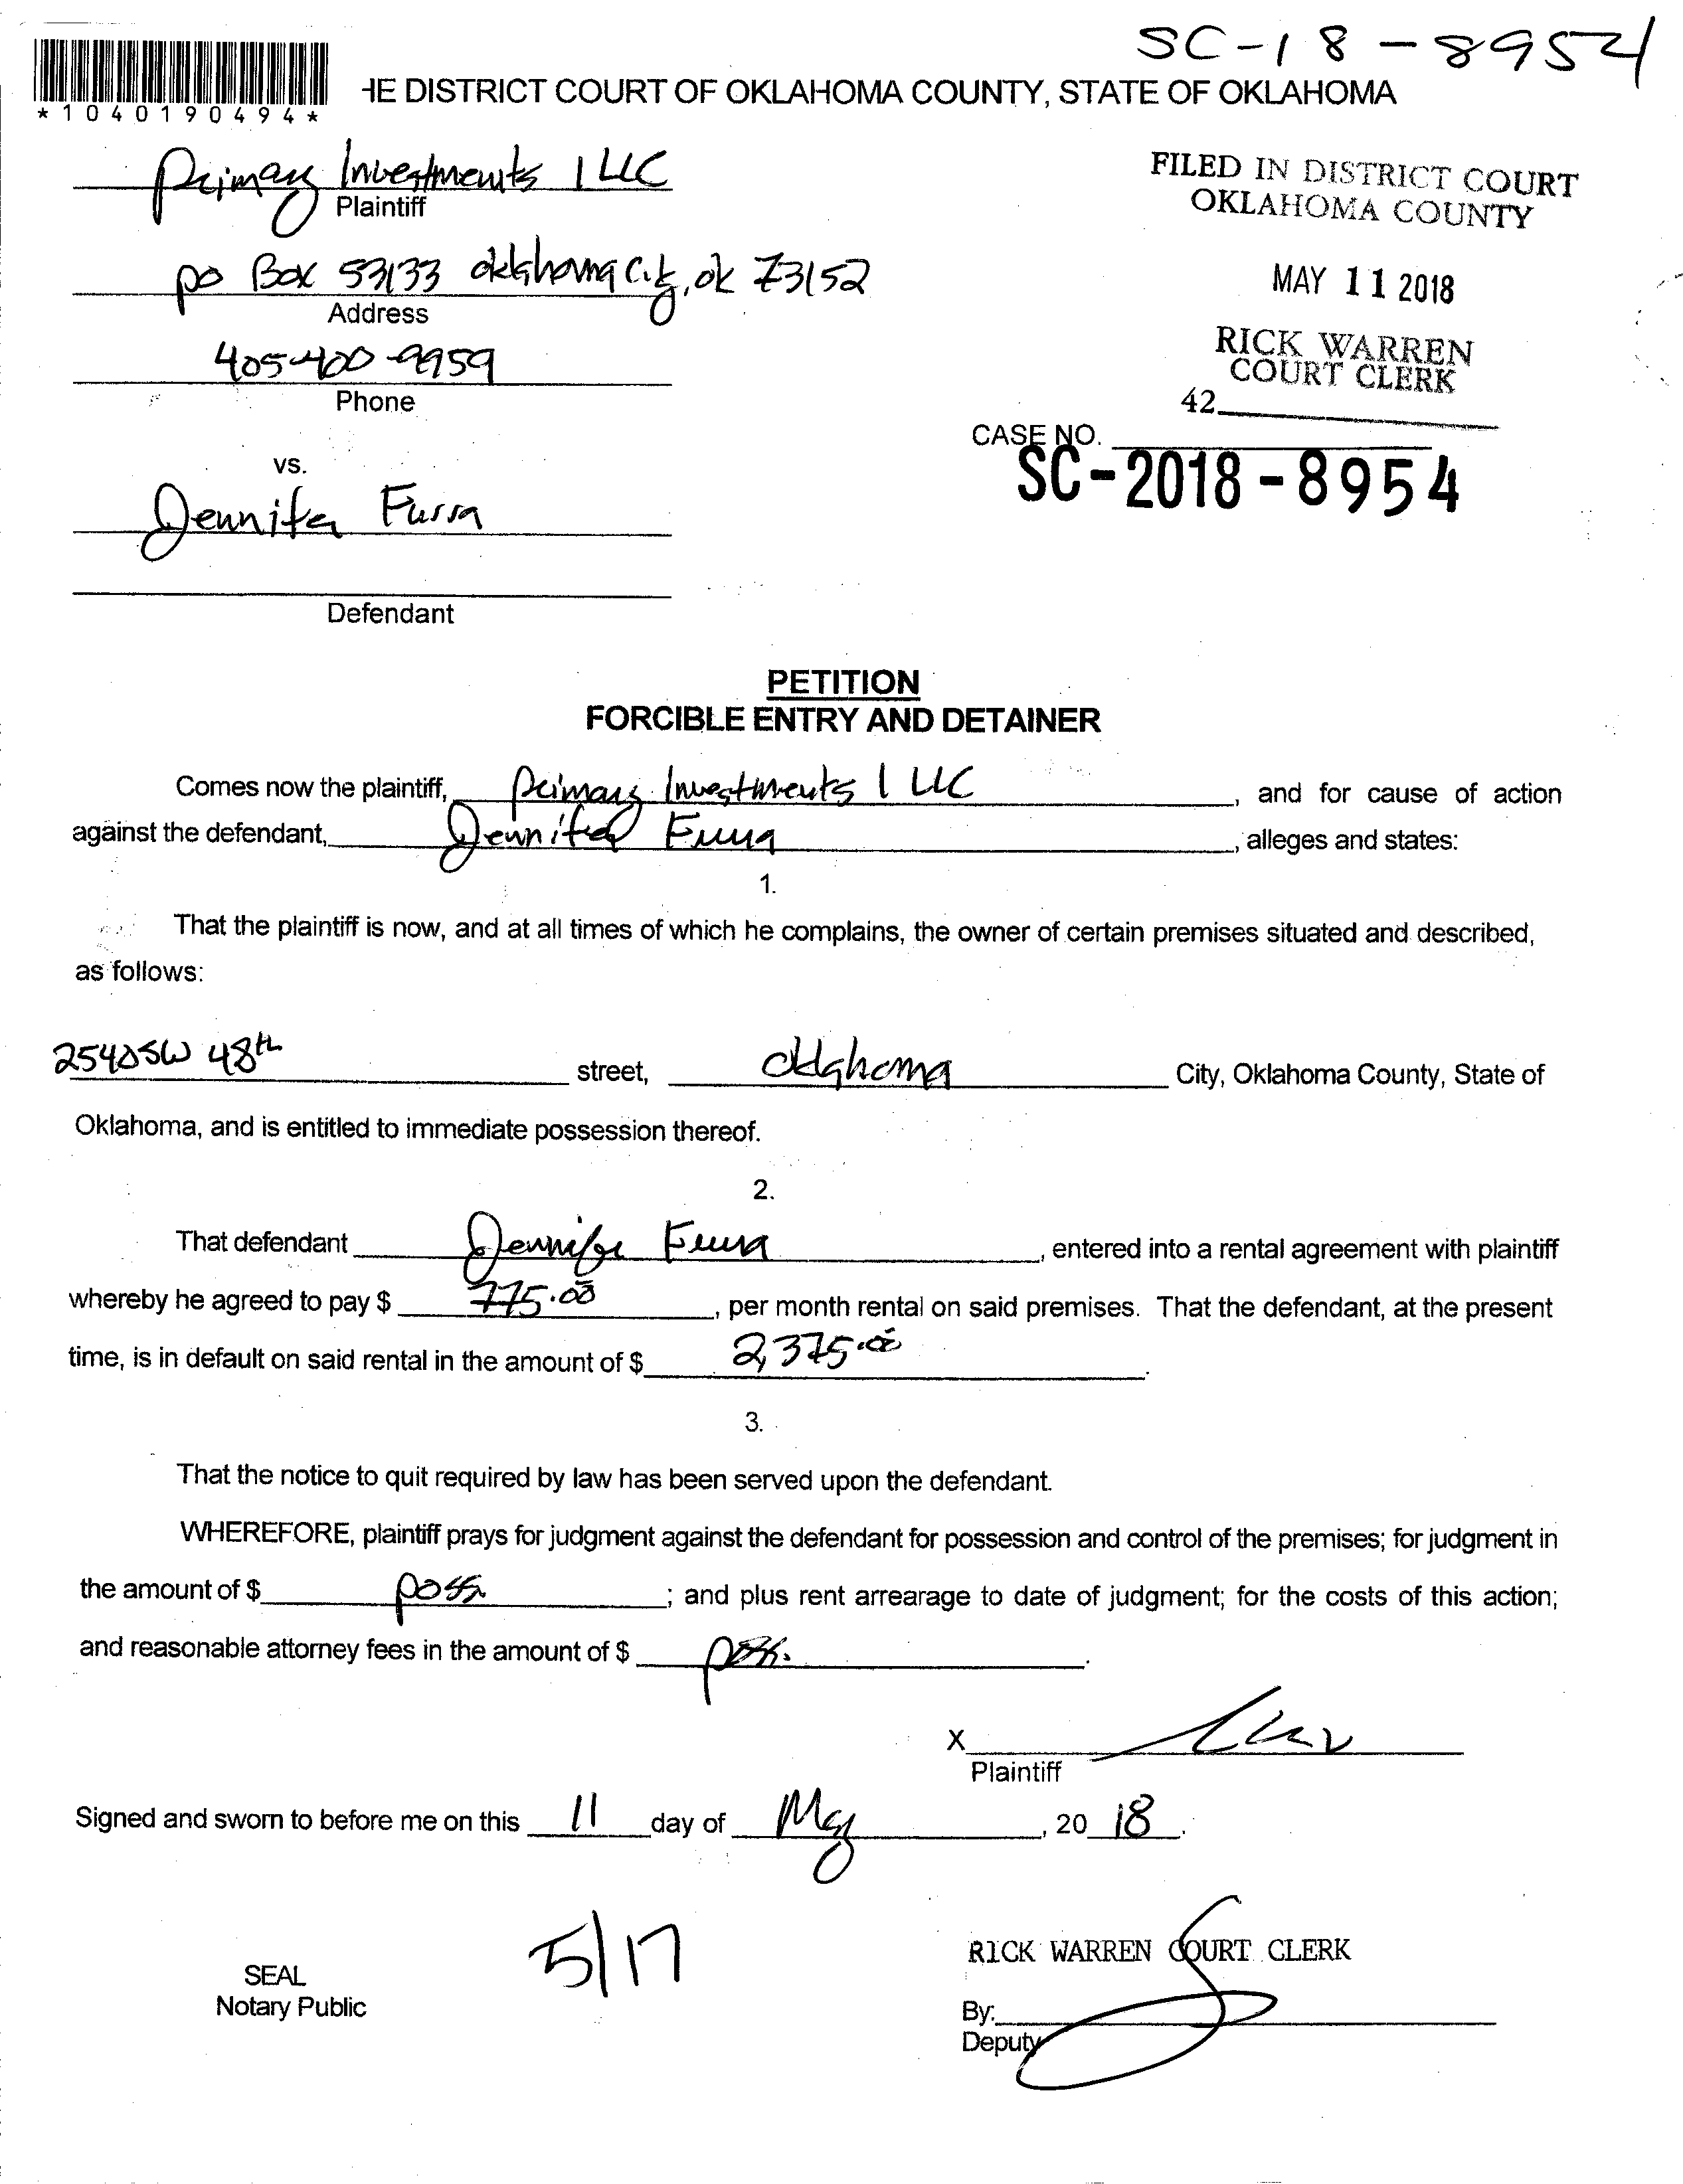 SC-18-8954
*1040190494*
HE DISTRICT COURT OF OKLAHOMA COUNTY, STATE OF OKLAHOMA
Primary Investments 1 LLC
Plaintiff
FILED IN DISTRICT COURT
OKLAHOMA COUNTY
po Box 53133 oklahoma City, ok 73152
Address
MAY 11 2018
405-400-9959
Phone
RICK WARREN
COURT CLERK
42
CASE NO.
SC-2018-8954
vs.
Jennifer
Defendant
PETITION
FORCIBLE ENTRY AND DETAINER
Comes now the plaintiff, Primary Investments 1 LLC, and for cause of action
against the defendant, Jennifer, alleges and states:
1.
That the plaintiff is now, and at all times of which he complains, the owner of certain premises situated and described,
as follows:
2540 SW 48th street, Oklahoma City, Oklahoma County, State of
Oklahoma, and is entitled to immediate possession thereof.
2.
That defendant Jennifer, entered into a rental agreement with plaintiff
whereby he agreed to pay $ 775.00, per month rental on said premises. That the defendant, at the present
time, is in default on said rental in the amount of $ 2,375.00.
3.
That the notice to quit required by law has been served upon the defendant.
WHEREFORE, plaintiff prays for judgment against the defendant for possession and control of the premises; for judgment in
the amount of $ poss; and plus rent arrearage to date of judgment; for the costs of this action;
and reasonable attorney fees in the amount of $ poss.
X
Plaintiff
Signed and sworn to before me on this 11 day of May, 20 18.
5/17
SEAL
Notary Public
RICK WARREN COURT CLERK
By:
Deputy